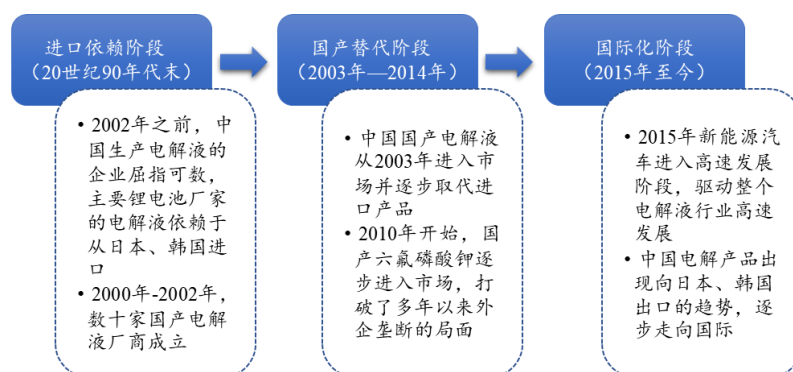 进口依赖阶段
（20世纪90年代末）
• 2002年之前，中
国生产电解液的
企业屈指可数，
主要锂电池厂家
的电解液依赖于
从日本、韩国进
口
• 2000年-2002年，
数十家国产电解
液厂商成立
国产替代阶段
（2003年—2014年）
• 中国国产电解液
从2003年进入市
场并逐步取代进
口产品
• 2010年开始，国
产六氟磷酸钾逐
步进入市场，打
破了多年以来外
企垄断的局面
国际化阶段
（2015年至今）
• 2015年新能源汽
车进入高速发展
阶段，驱动整个
电解液行业高速
发展
• 中国电解产品出
现向日本、韩国
出口的趋势，逐
步走向国际